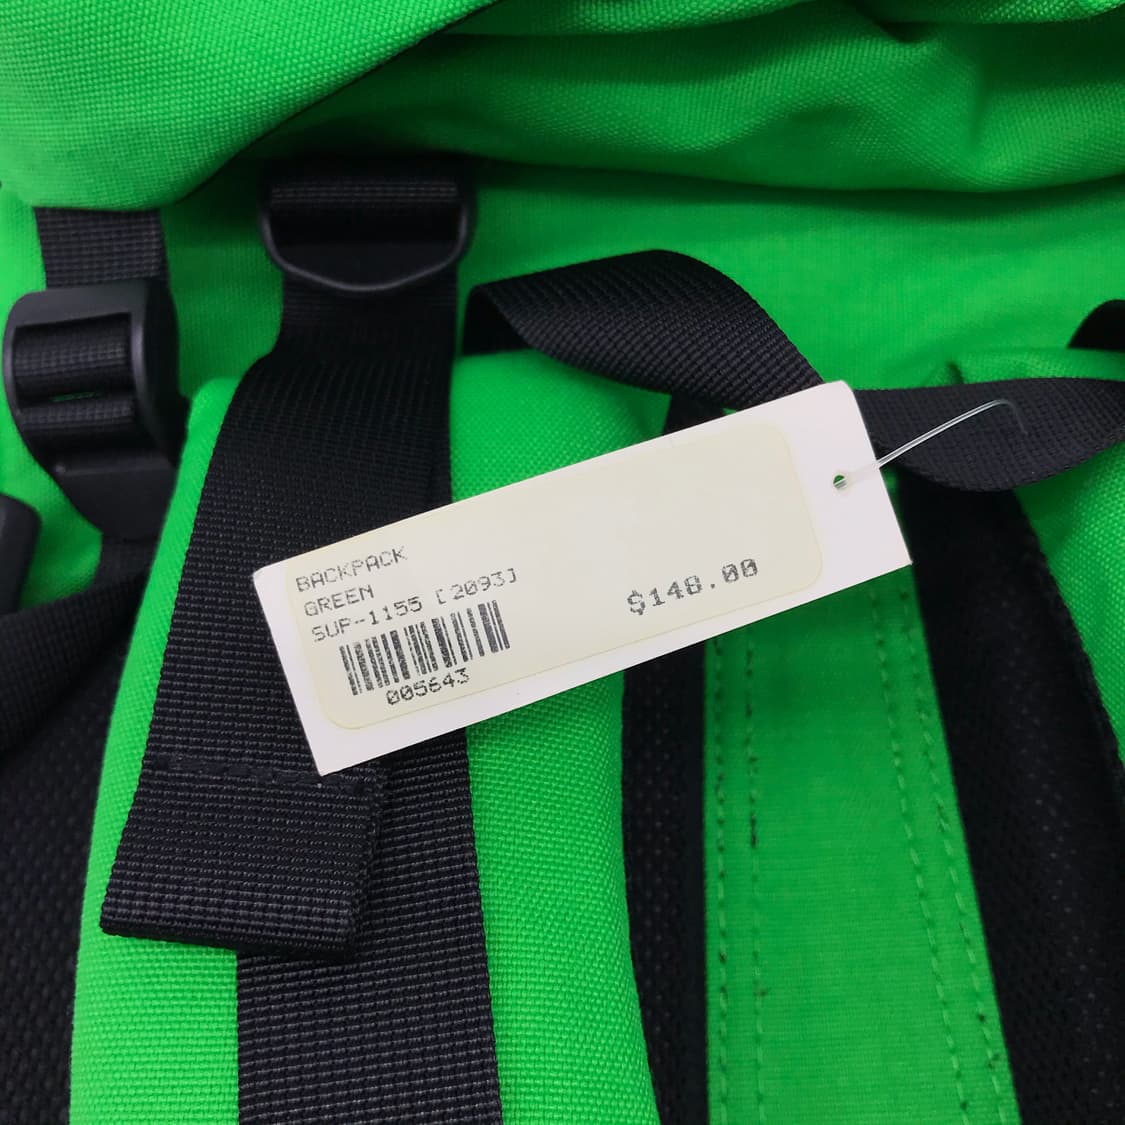 BACKPACK
GREEN
SUP-1155 [2093]
$148.00
005643